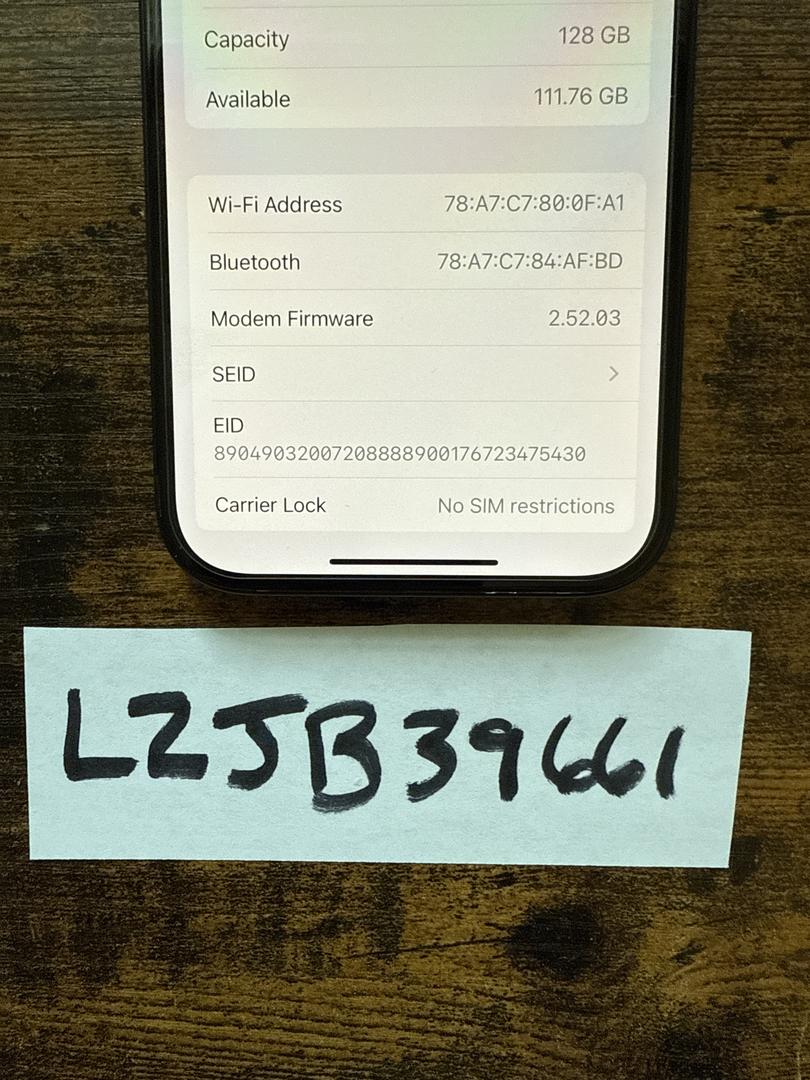 Capacity 128 GB
Available 111.76 GB
Wi-Fi Address 78:A7:C7:80:0F:A1
Bluetooth 78:A7:C7:84:AF:BD
Modem Firmware 2.52.03
SEID
EID
89049032007208888900176723475430
Carrier Lock No SIM restrictions
LZJB39661